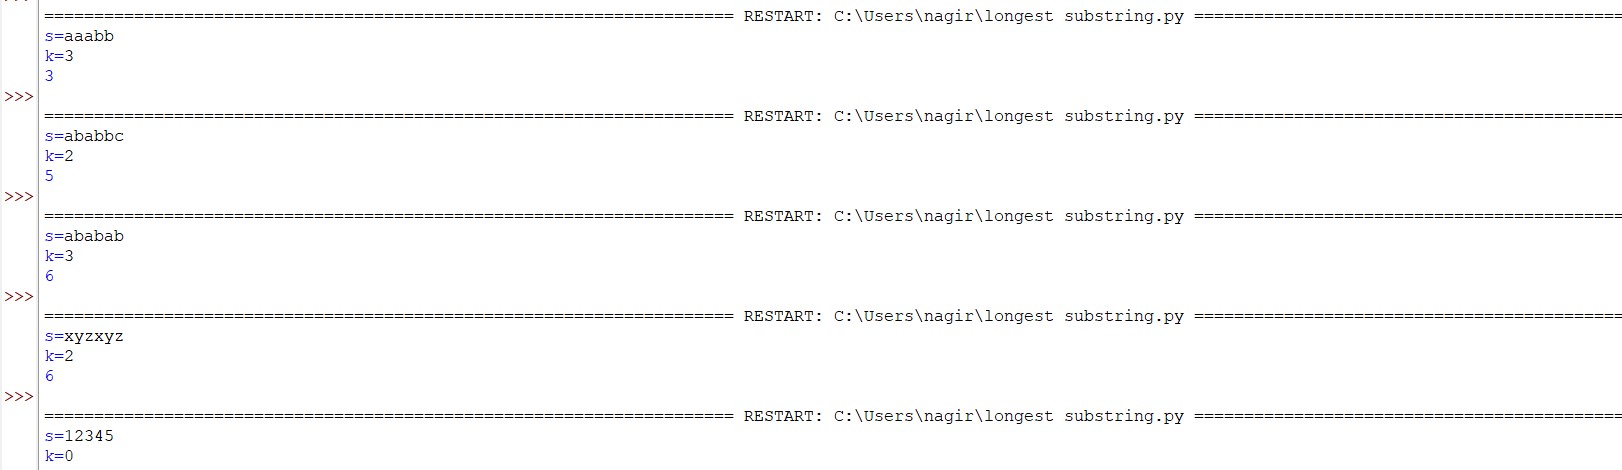 >>>
===================================================================== RESTART: C:\Users\nagir\longest substring.py ===========================================
s=aaabb
k=3
3
>>>
===================================================================== RESTART: C:\Users\nagir\longest substring.py ===========================================
s=ababbc
k=2
5
>>>
===================================================================== RESTART: C:\Users\nagir\longest substring.py ===========================================
s=ababab
k=3
6
>>>
===================================================================== RESTART: C:\Users\nagir\longest substring.py ===========================================
s=xyzxyz
k=2
6
>>>
===================================================================== RESTART: C:\Users\nagir\longest substring.py ===========================================
s=12345
k=0